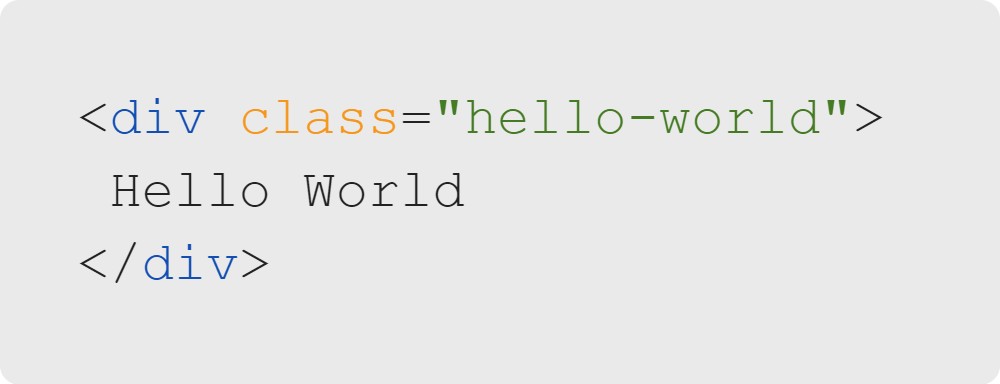 <div class="hello-world">
 Hello World
</div>